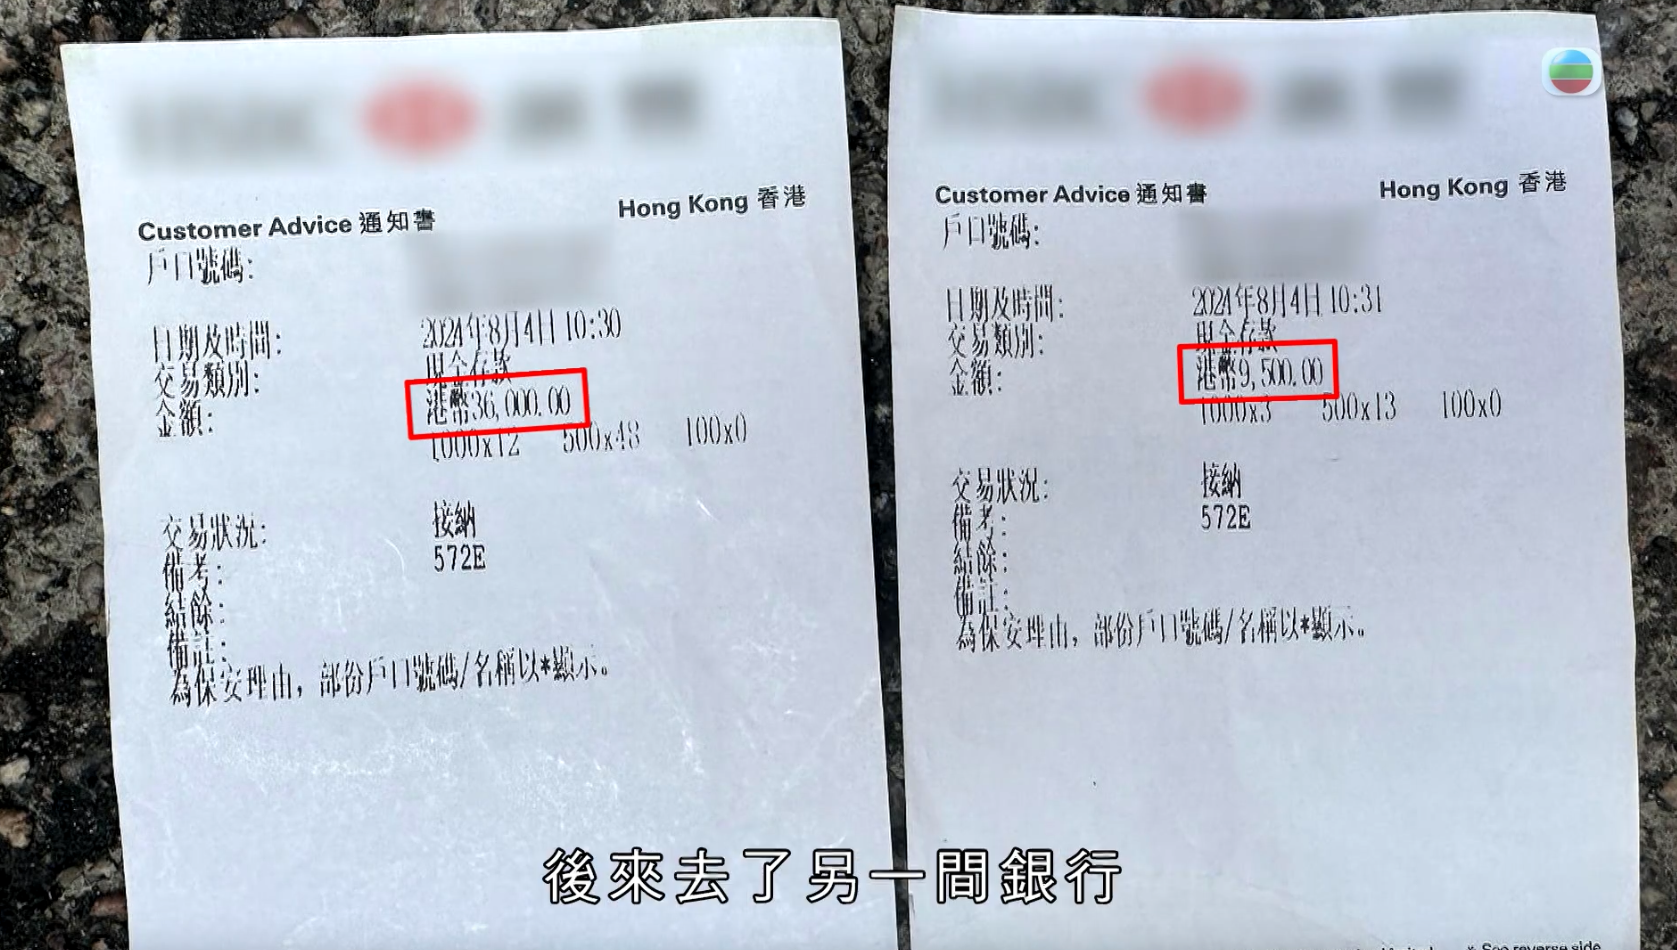 Customer Advice 通知書
Hong Kong 香港
戶口號碼:
日期及時間: 2024年8月4日 10:30
交易類別: 現金存款
金額: 港幣36,000.00
1000x12 500x48 100x0
交易狀況: 接納
備考: 572E
結餘:
備註:
為保安理由，部份戶口號碼/名稱以*顯示。
Customer Advice 通知書
Hong Kong 香港
戶口號碼:
日期及時間: 2024年8月4日 10:31
交易類別: 現金存款
金額: 港幣9,500.00
1000x3 500x13 100x0
交易狀況: 接納
備考: 572E
結餘:
備註:
為保安理由，部份戶口號碼/名稱以*顯示。
後來去了另一間銀行
See reverse side